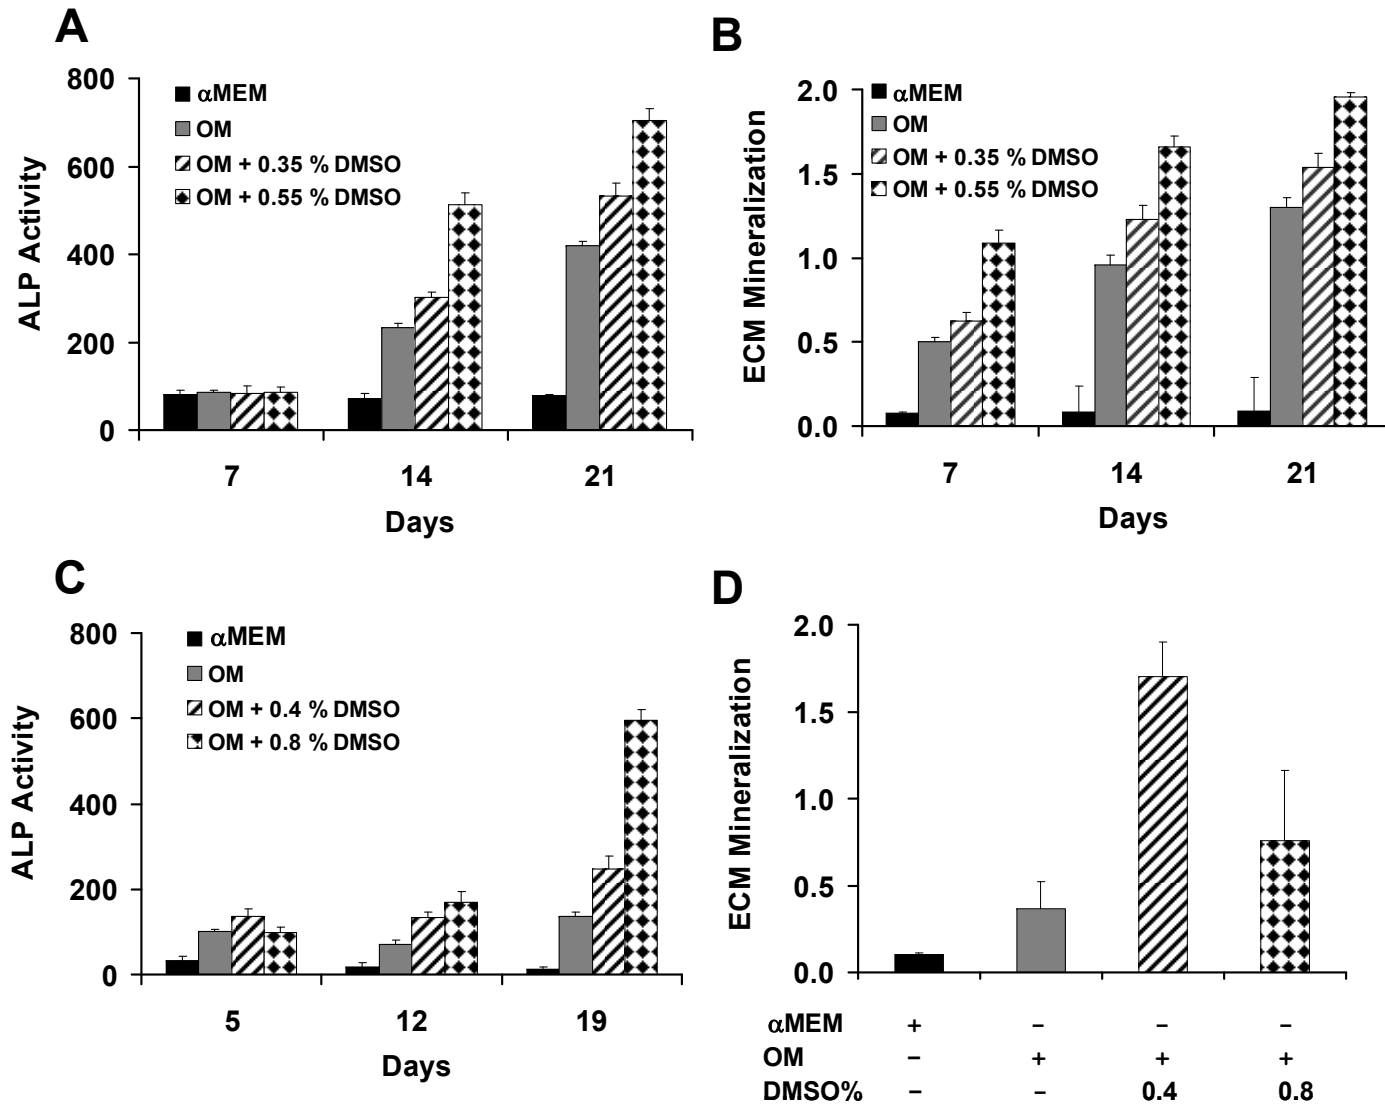 A
800
600
400
200
0
ALP Activity
αMEM
OM
OM + 0.35 % DMSO
OM + 0.55 % DMSO
7 14 21
Days
B
2.0
1.5
1.0
0.5
0.0
ECM Mineralization
αMEM
OM
OM + 0.35 % DMSO
OM + 0.55 % DMSO
7 14 21
Days
C
800
600
400
200
0
ALP Activity
αMEM
OM
OM + 0.4 % DMSO
OM + 0.8 % DMSO
5 12 19
Days
D
2.0
1.5
1.0
0.5
0.0
ECM Mineralization
αMEM + – – –
OM – + + +
DMSO% – – 0.4 0.8